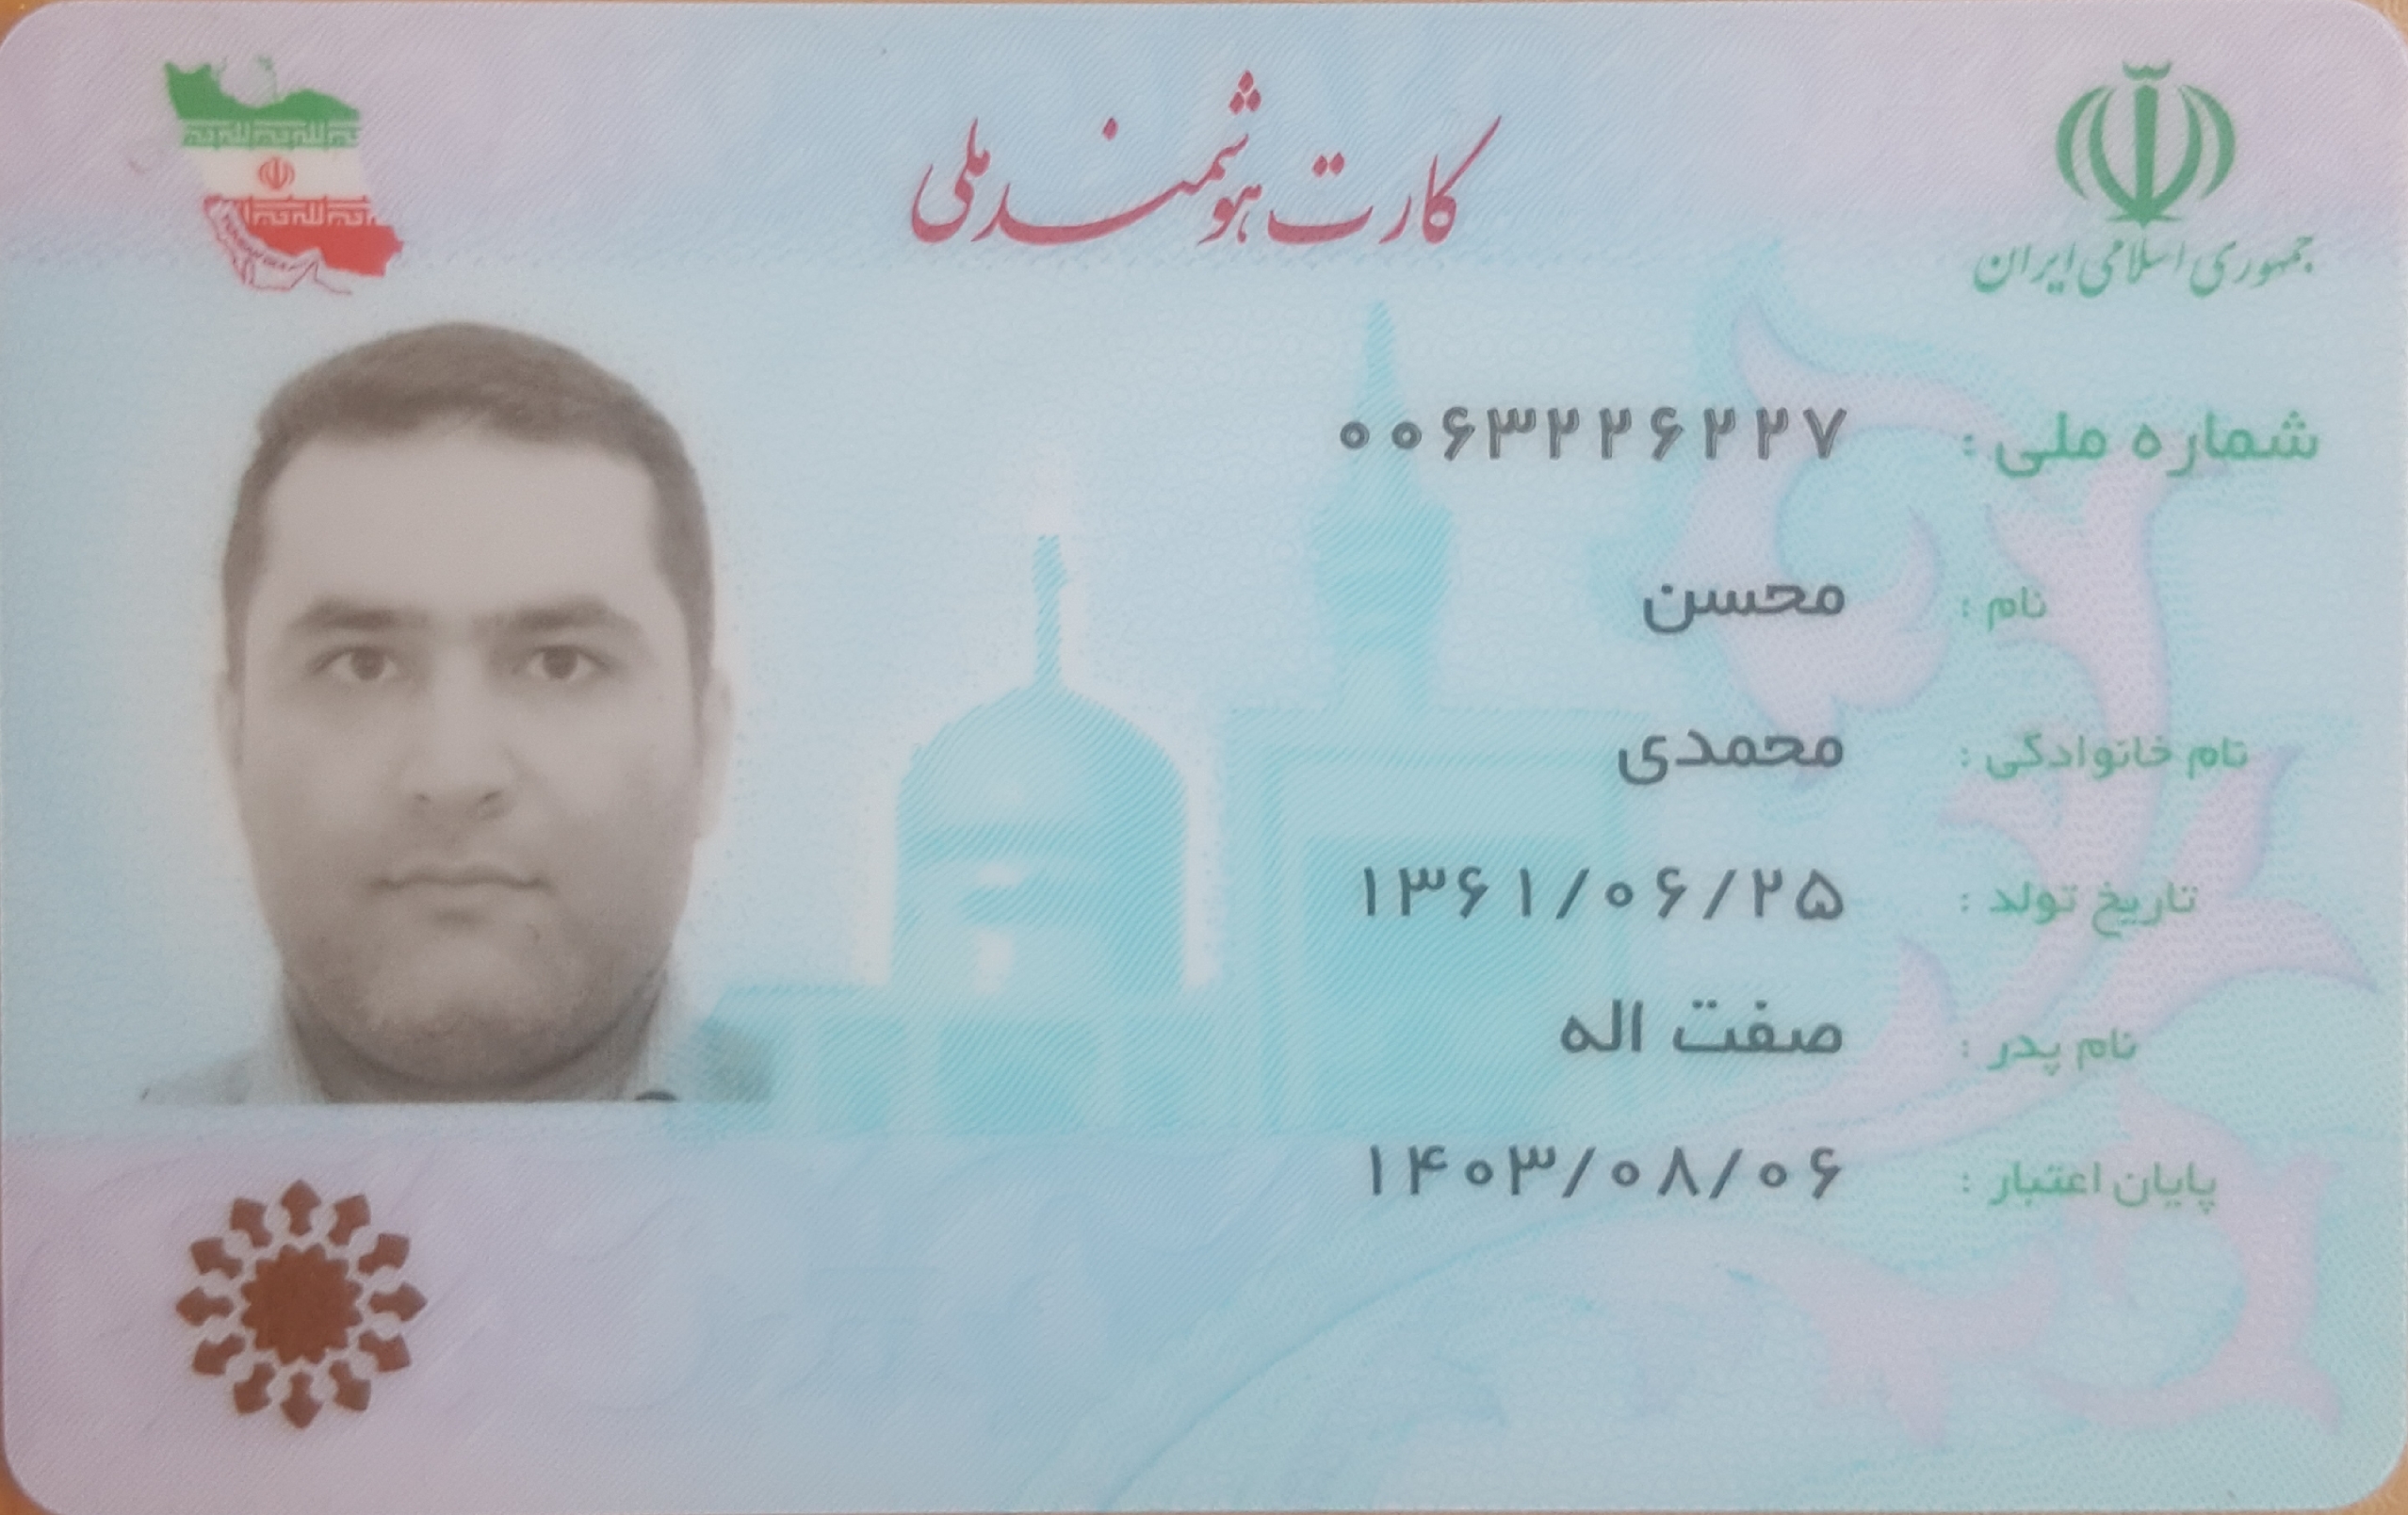 جمهوری اسلامی ایران
کارت هوشمند ملی
شماره ملی : ۰۰۶۳۲۲۶۲۲۷
نام : محسن
نام خانوادگی : محمدی
تاریخ تولد : ۱۳۶۱/۰۶/۲۵
نام پدر : صفت اله
پایان اعتبار : ۱۴۰۳/۰۸/۰۶